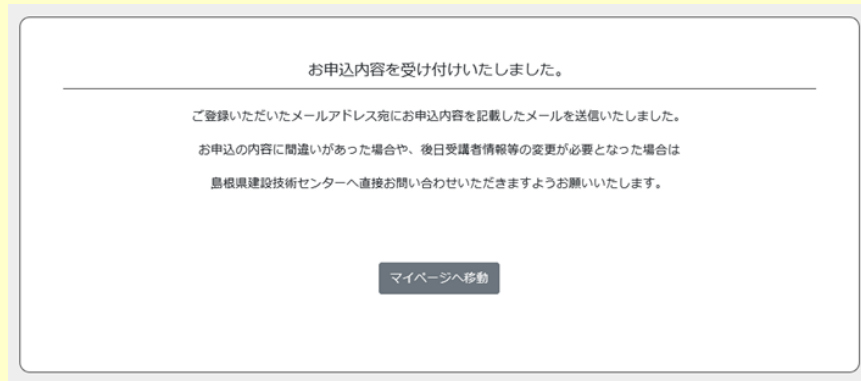 お申込内容を受け付けいたしました。
ご登録いただいたメールアドレス宛にお申込内容を記載したメールを送信いたしました。
お申込の内容に間違いがあった場合や、後日受講者情報等の変更が必要となった場合は
島根県建設技術センターへ直接お問い合わせいただきますようお願いいたします。
マイページへ移動